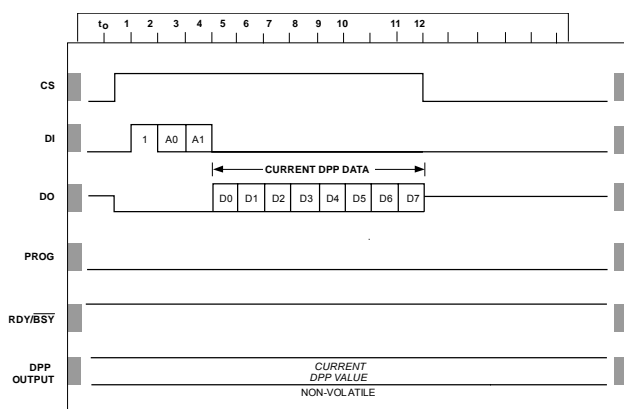 to 1 2 3 4 5 6 7 8 9 10 11 12
CS
DI 1 A0 A1
CURRENT DPP DATA
DO D0 D1 D2 D3 D4 D5 D6 D7
PROG
RDY/BSY
DPP
OUTPUT
CURRENT
DPP VALUE
NON-VOLATILE